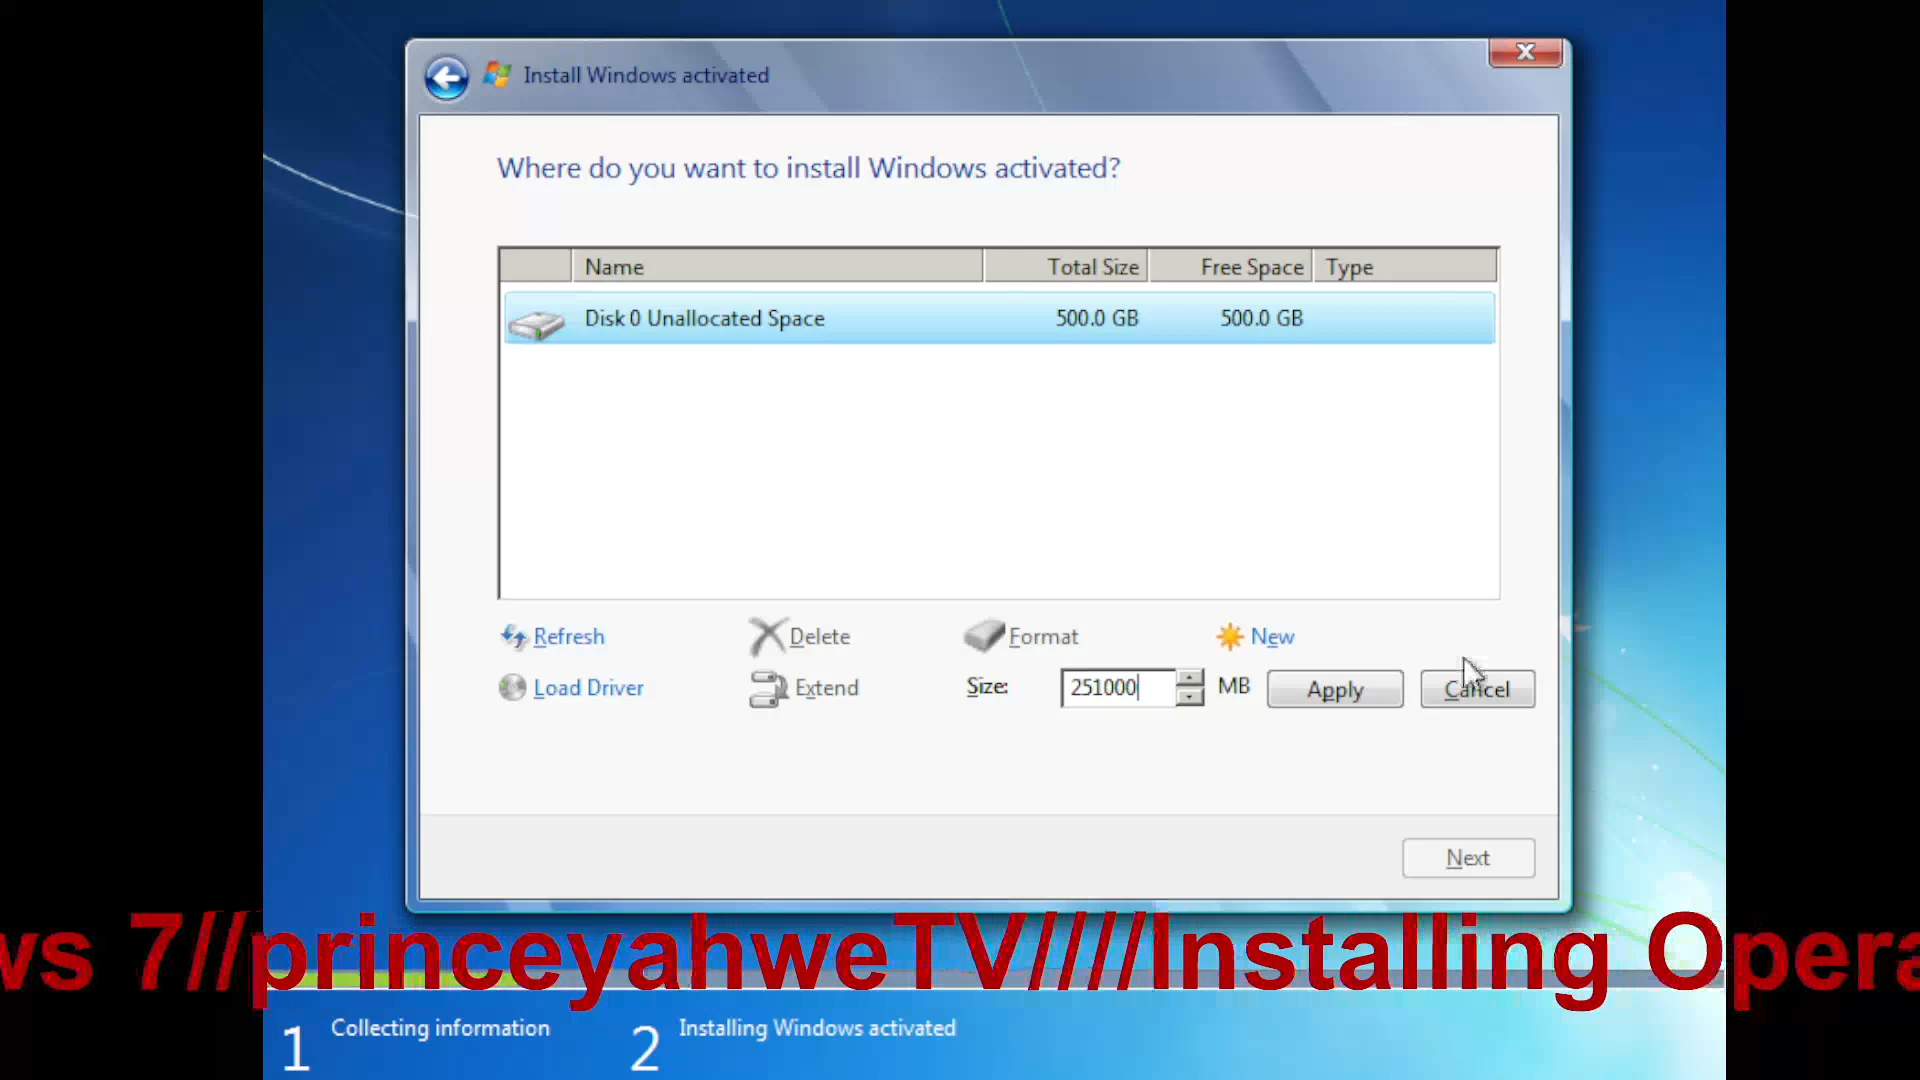 Install Windows activated
Where do you want to install Windows activated?
Name Total Size Free Space Type
Disk 0 Unallocated Space 500.0 GB 500.0 GB
Refresh Delete Format New
Load Driver Extend Size: 251000 MB Apply Cancel
Next
ws 7//princeyahweTV////Installing Opera
1 Collecting information 2 Installing Windows activated